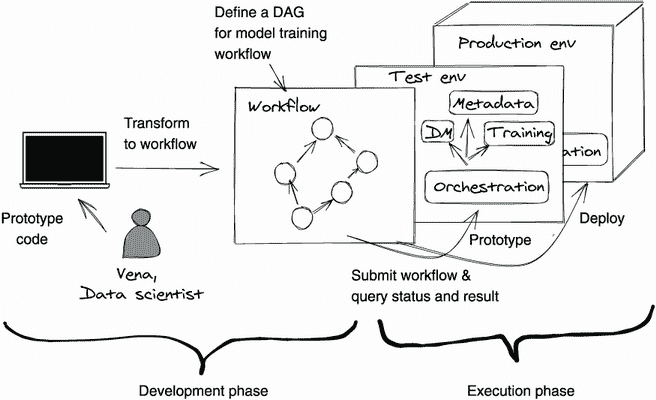 Define a DAG
for model training
workflow
Production env
Test env
Workflow
Metadata
DM
Training
Orchestration
Transform
to workflow
Prototype
code
Vena,
Data scientist
Prototype
Deploy
Submit workflow &
query status and result
Development phase
Execution phase